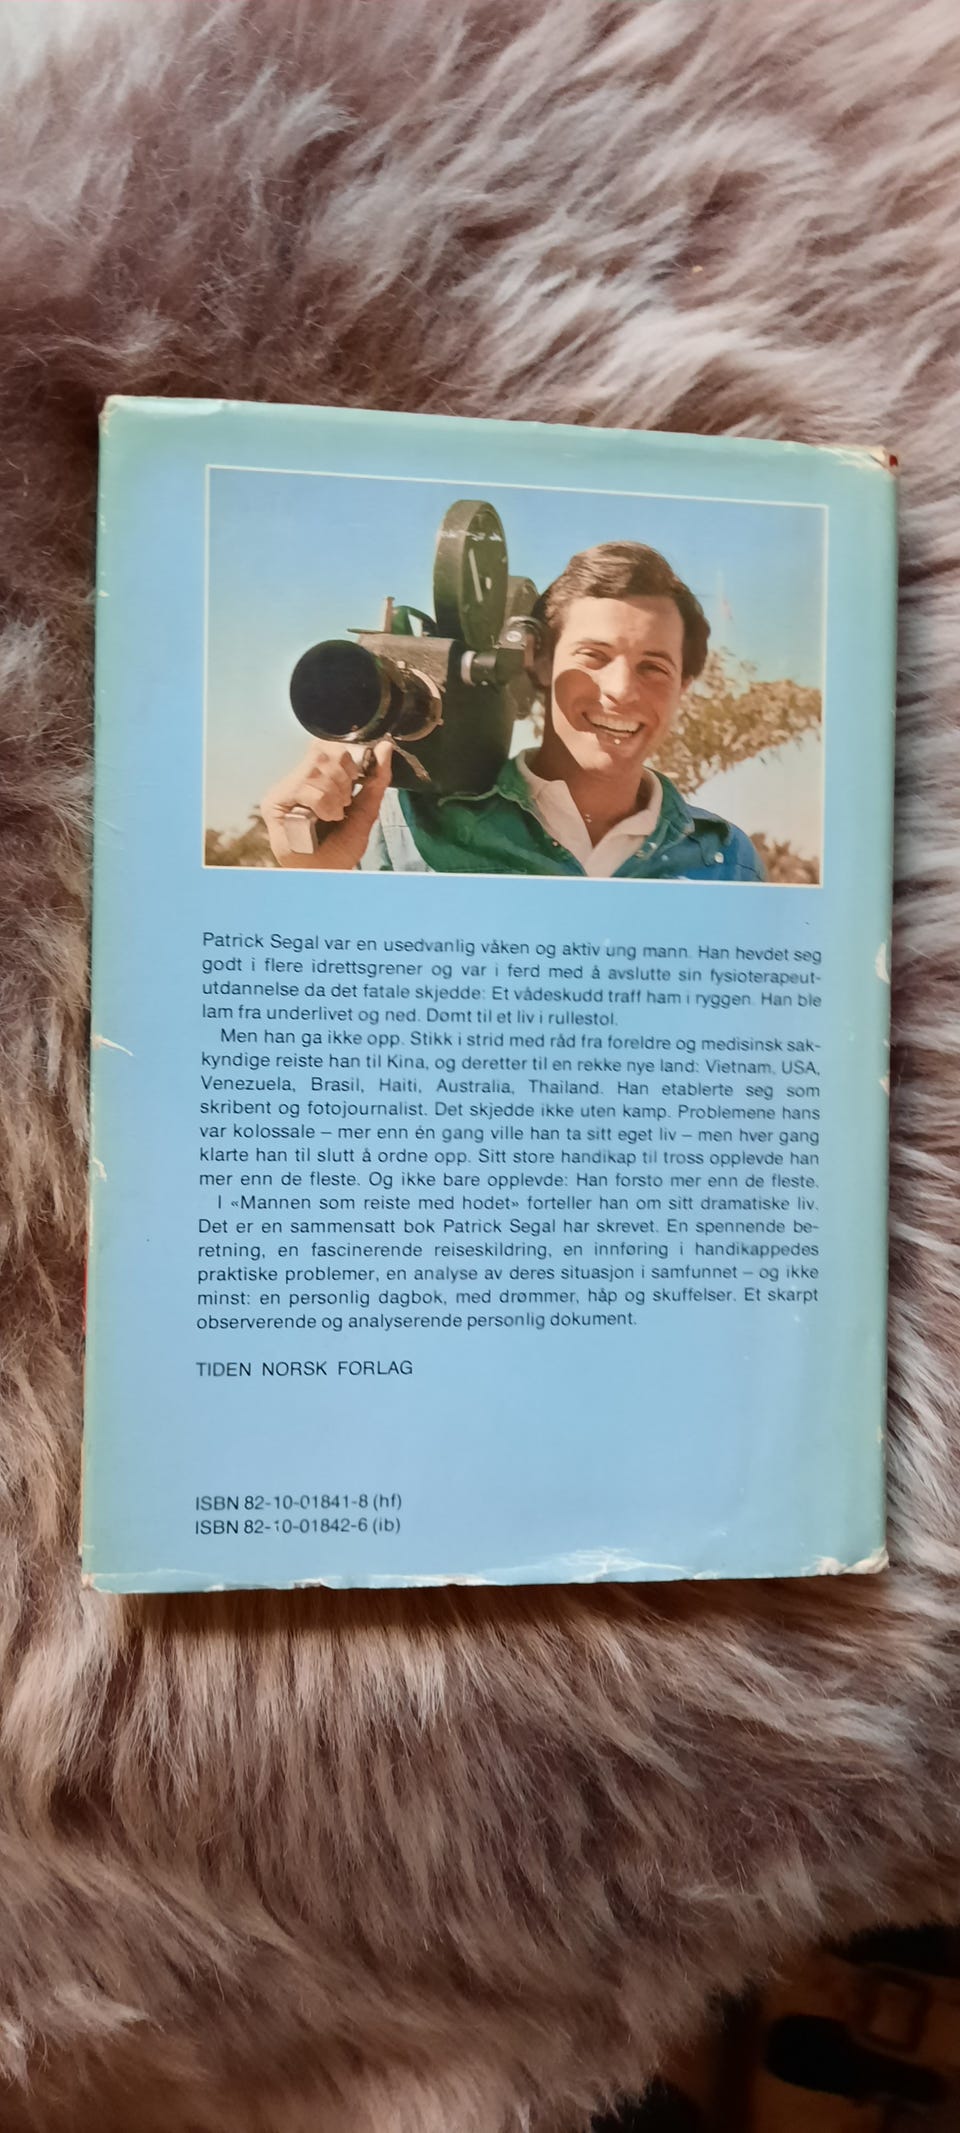 Patrick Segal var en usedvanlig våken og aktiv ung mann. Han hevdet seg
godt i flere idrettsgrener og var i ferd med å avslutte sin fysioterapeut-
utdannelse da det fatale skjedde: Et vådeskudd traff ham i ryggen. Han ble
lam fra underlivet og ned. Dømt til et liv i rullestol.
Men han ga ikke opp. Stikk i strid med råd fra foreldre og medisinsk sak-
kyndige reiste han til Kina, og deretter til en rekke nye land: Vietnam, USA,
Venezuela, Brasil, Haiti, Australia, Thailand. Han etablerte seg som
skribent og fotojournalist. Det skjedde ikke uten kamp. Problemene hans
var kolossale – mer enn én gang ville han ta sitt eget liv – men hver gang
klarte han til slutt å ordne opp. Sitt store handikap til tross opplevde han
mer enn de fleste. Og ikke bare opplevde: Han forsto mer enn de fleste.
I «Mannen som reiste med hodet» forteller han om sitt dramatiske liv.
Det er en sammensatt bok Patrick Segal har skrevet. En spennende be-
retning, en fascinerende reiseskildring, en innføring i handikappedes
praktiske problemer, en analyse av deres situasjon i samfunnet – og ikke
minst: en personlig dagbok, med drømmer, håp og skuffelser. Et skarpt
observerende og analyserende personlig dokument.
TIDEN NORSK FORLAG
ISBN 82-10-01841-8 (hf)
ISBN 82-10-01842-6 (ib)